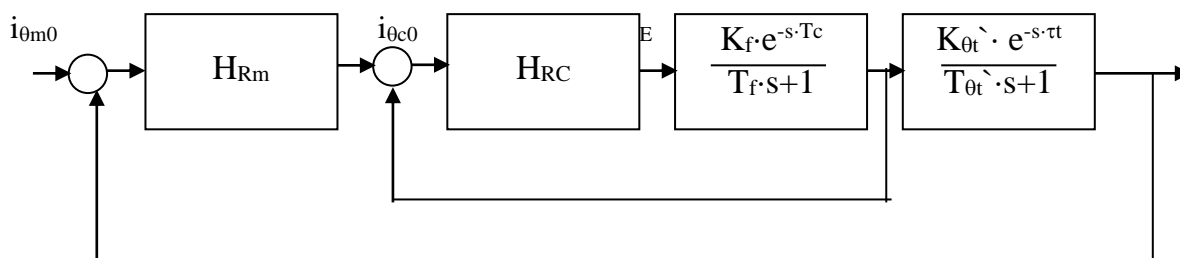 iθm0
HRm
iθc0
HRC
E
Kf·e-s·Tc
Tf·s+1
Kθt`· e-s·τt
Tθt`·s+1